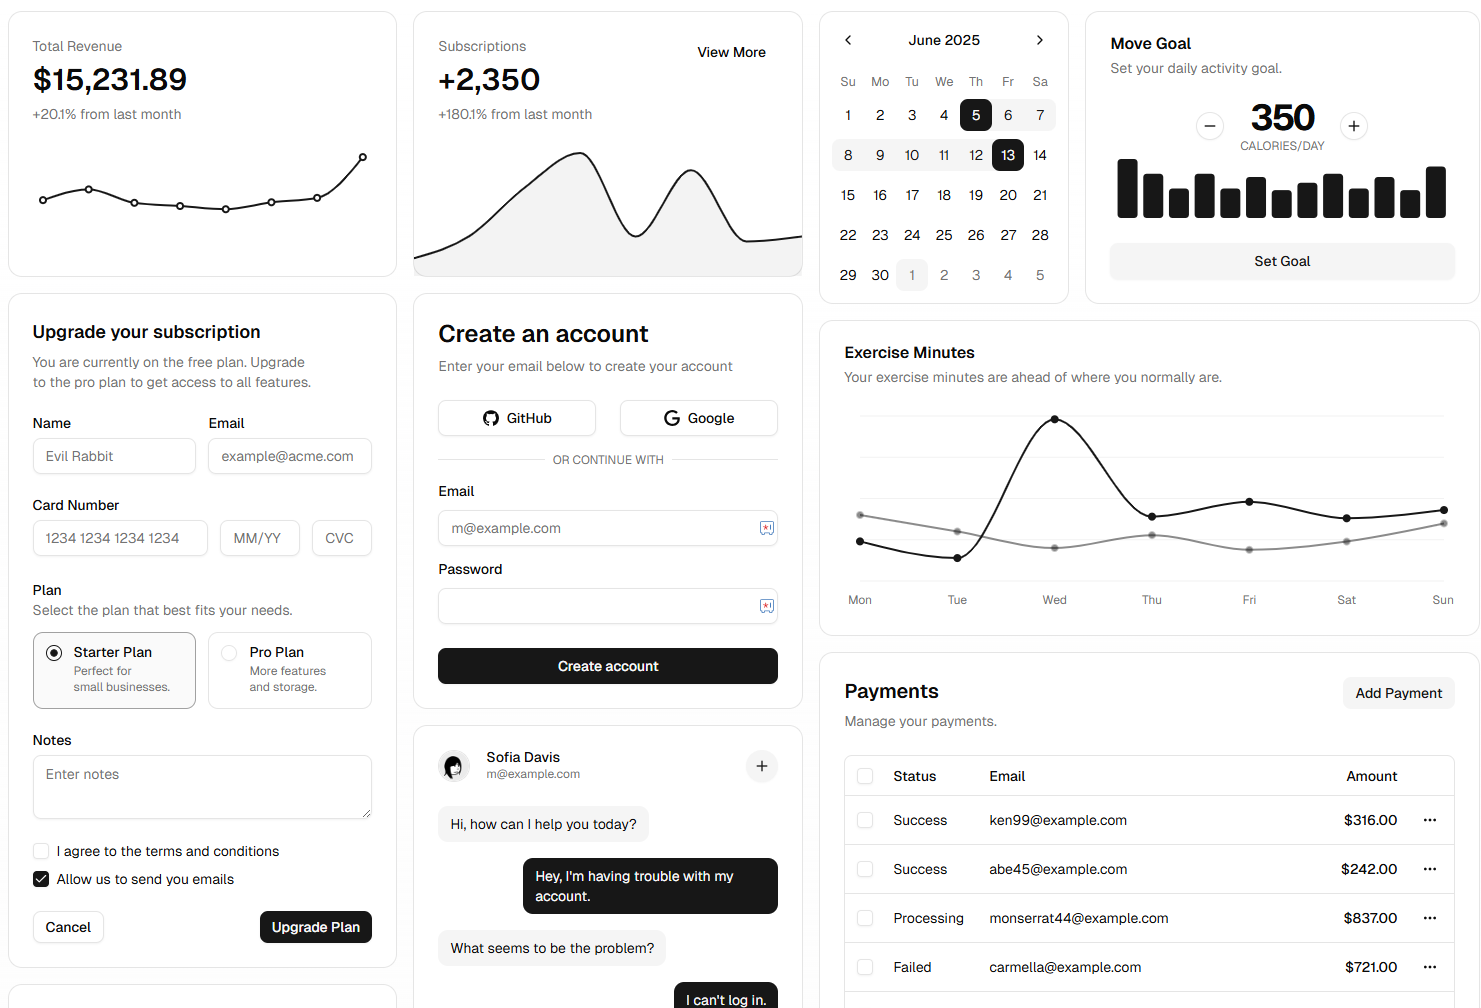 Total Revenue
$15,231.89
+20.1% from last month
Subscriptions
View More
+2,350
+180.1% from last month
June 2025
Su Mo Tu We Th Fr Sa
1 2 3 4 5 6 7
8 9 10 11 12 13 14
15 16 17 18 19 20 21
22 23 24 25 26 27 28
29 30 1 2 3 4 5
Move Goal
Set your daily activity goal.
350
CALORIES/DAY
Set Goal
Upgrade your subscription
You are currently on the free plan. Upgrade
to the pro plan to get access to all features.
Name Email
Evil Rabbit example@acme.com
Card Number
1234 1234 1234 1234 MM/YY CVC
Plan
Select the plan that best fits your needs.
Starter Plan
Perfect for
small businesses.
Pro Plan
More features
and storage.
Notes
Enter notes
I agree to the terms and conditions
Allow us to send you emails
Cancel Upgrade Plan
Create an account
Enter your email below to create your account
GitHub Google
OR CONTINUE WITH
Email
m@example.com
Password
Create account
Sofia Davis
m@example.com
Hi, how can I help you today?
Hey, I'm having trouble with my
account.
What seems to be the problem?
I can't log in.
Exercise Minutes
Your exercise minutes are ahead of where you normally are.
Mon Tue Wed Thu Fri Sat Sun
Payments
Add Payment
Manage your payments.
Status Email Amount
Success ken99@example.com $316.00
Success abe45@example.com $242.00
Processing monserrat44@example.com $837.00
Failed carmella@example.com $721.00